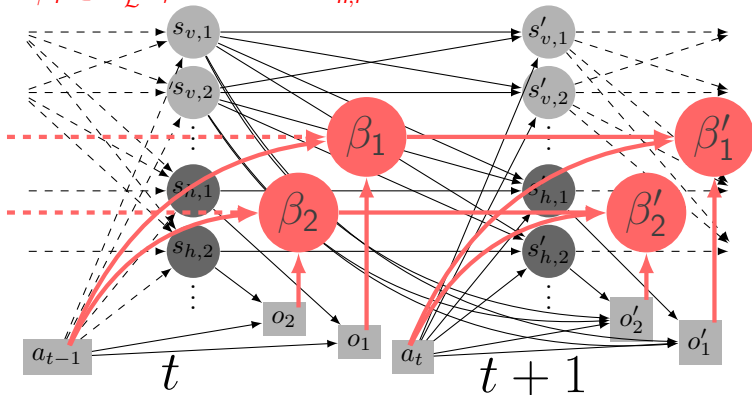 s_{v,1} s'_{v,1}
s_{v,2} s'_{v,2}
β_1 β'_1
s_{h,1} s'_{h,1}
β_2 β'_2
s_{h,2} s'_{h,2}
o_2 o'_2
o_1 o'_1
a_{t−1} a_t
t t + 1